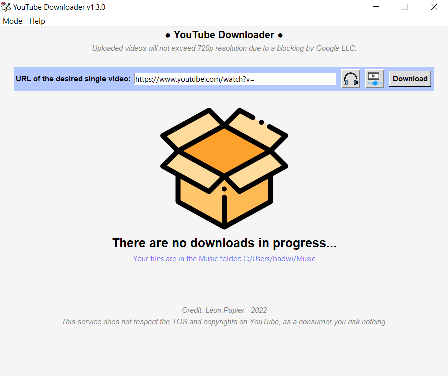 YouTube Downloader v1.3.0
Mode Help
● YouTube Downloader ●
Uploaded videos will not exceed 720p resolution due to a blocking by Google LLC.
URL of the desired single video: https://www.youtube.com/watch?v= Download
There are no downloads in progress...
Your files are in the Music folder: C:/Users/badwi/Music
Credit: Léon Pupier - 2022
This service does not respect the TOS and copyrights on YouTube, as a consumer you risk nothing.